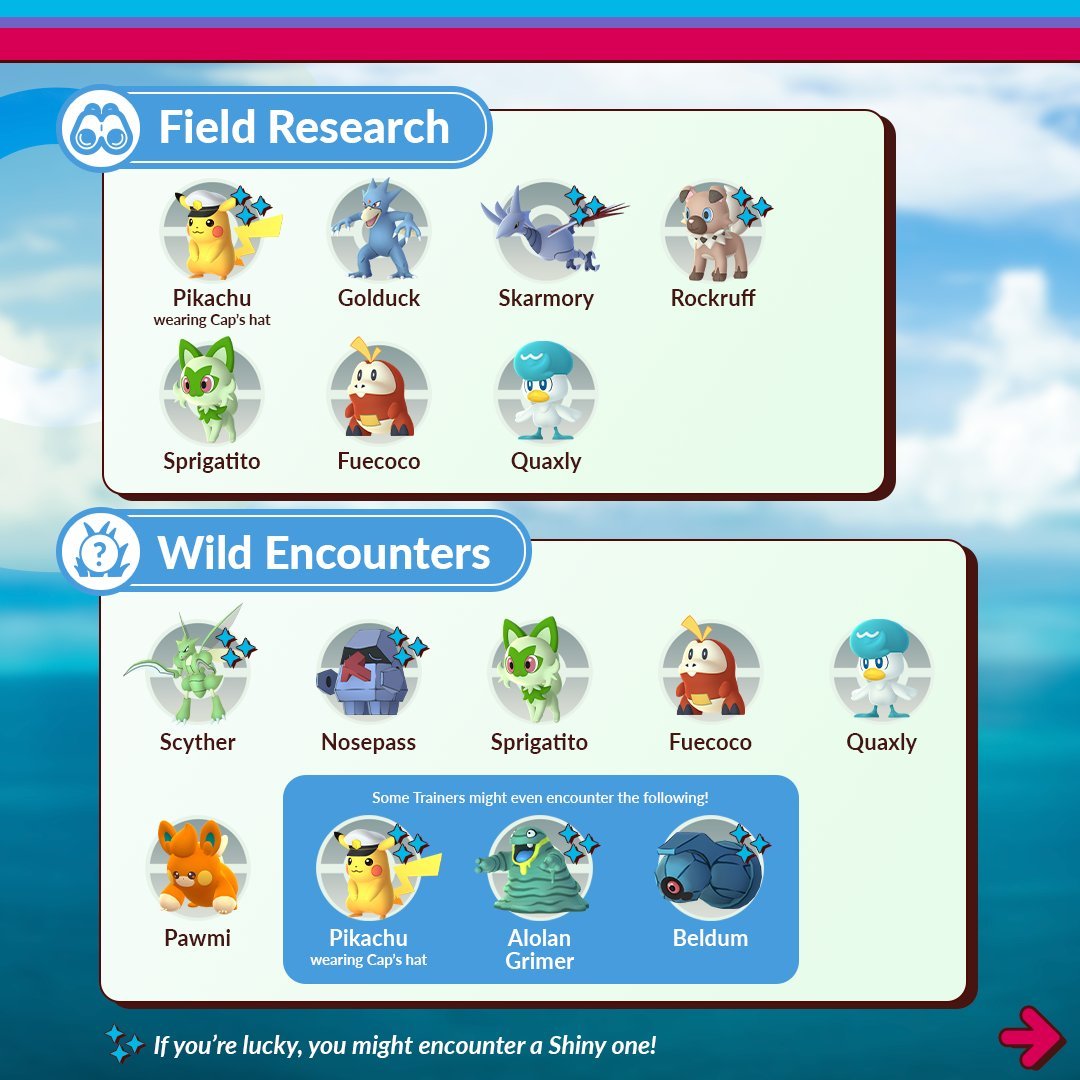 Field Research
Pikachu
wearing Cap's hat
Golduck
Skarmory
Rockruff
Sprigatito
Fuecoco
Quaxly
Wild Encounters
Scyther
Nosepass
Sprigatito
Fuecoco
Quaxly
Pawmi
Some Trainers might even encounter the following!
Pikachu
wearing Cap's hat
Alolan
Grimer
Beldum
If you're lucky, you might encounter a Shiny one!